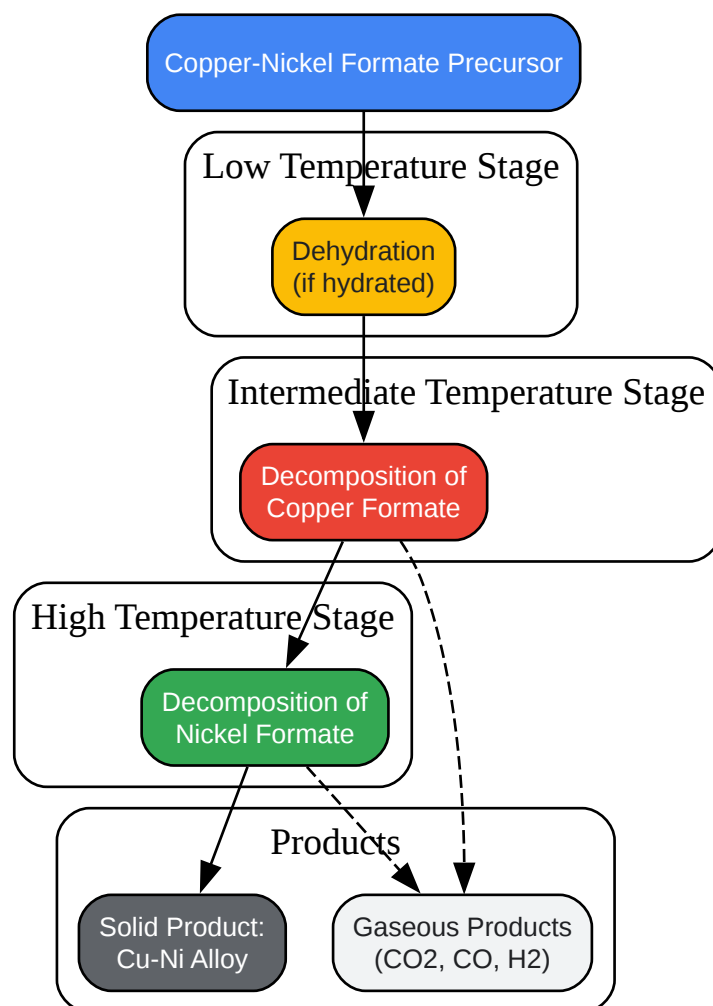 Copper-Nickel Formate Precursor
Low Temperature Stage
Dehydration
(if hydrated)
Intermediate Temperature Stage
Decomposition of
Copper Formate
High Temperature Stage
Decomposition of
Nickel Formate
Products
Solid Product:
Cu-Ni Alloy
Gaseous Products
(CO2, CO, H2)